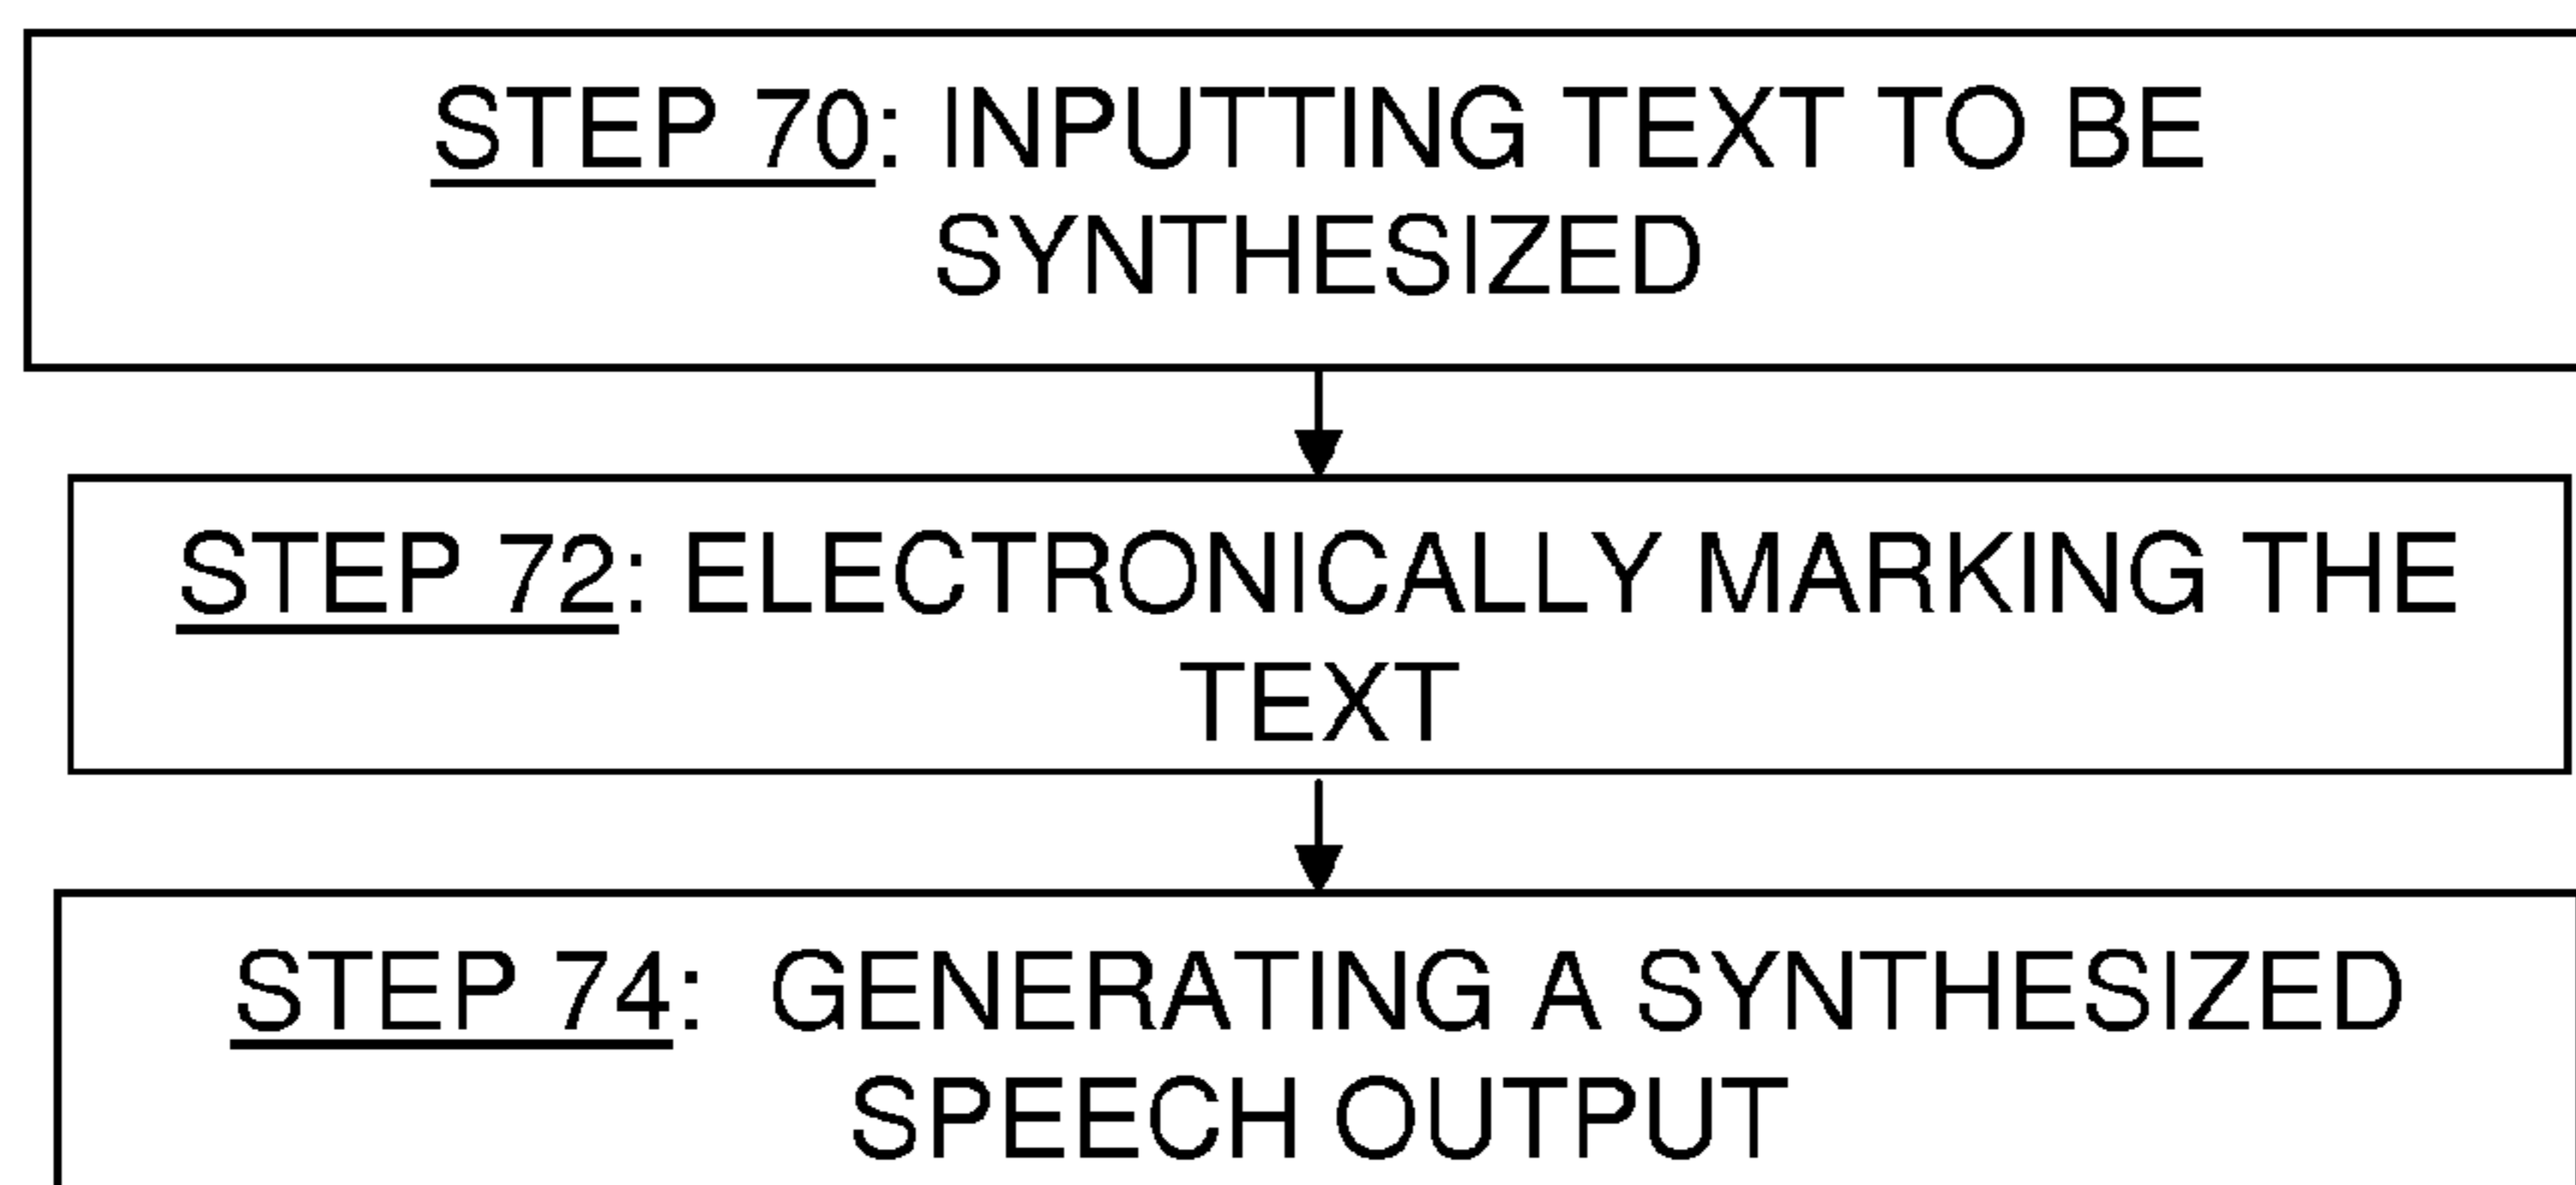 STEP 70: INPUTTING TEXT TO BE
SYNTHESIZED
STEP 72: ELECTRONICALLY MARKING THE
TEXT
STEP 74: GENERATING A SYNTHESIZED
SPEECH OUTPUT